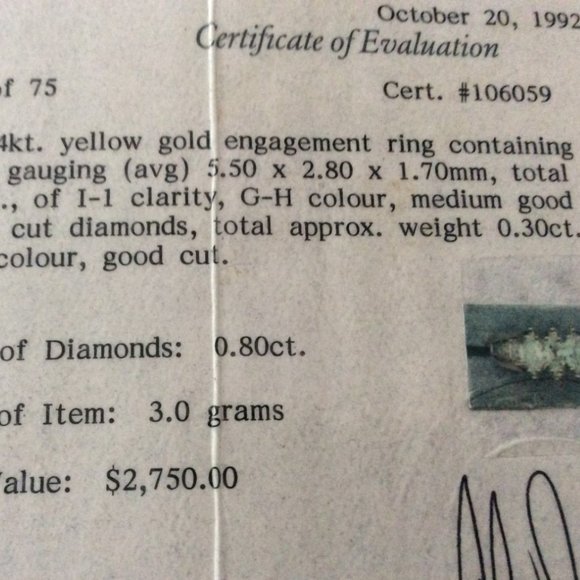 October 20, 1992
Certificate of Evaluation
of 75
Cert. #106059
4kt. yellow gold engagement ring containing
gauging (avg) 5.50 x 2.80 x 1.70mm, total
., of I-1 clarity, G-H colour, medium good
cut diamonds, total approx. weight 0.30ct.
colour, good cut.
of Diamonds: 0.80ct.
of Item: 3.0 grams
Value: $2,750.00